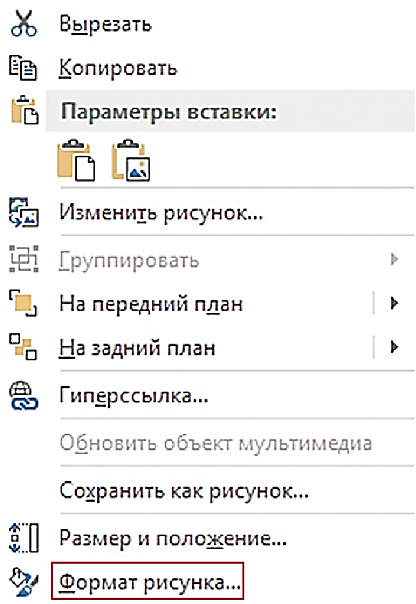 Вырезать
Копировать
Параметры вставки:
Изменить рисунок...
Группировать
На передний план
На задний план
Гиперссылка...
Обновить объект мультимедиа
Сохранить как рисунок...
Размер и положение...
Формат рисунка...